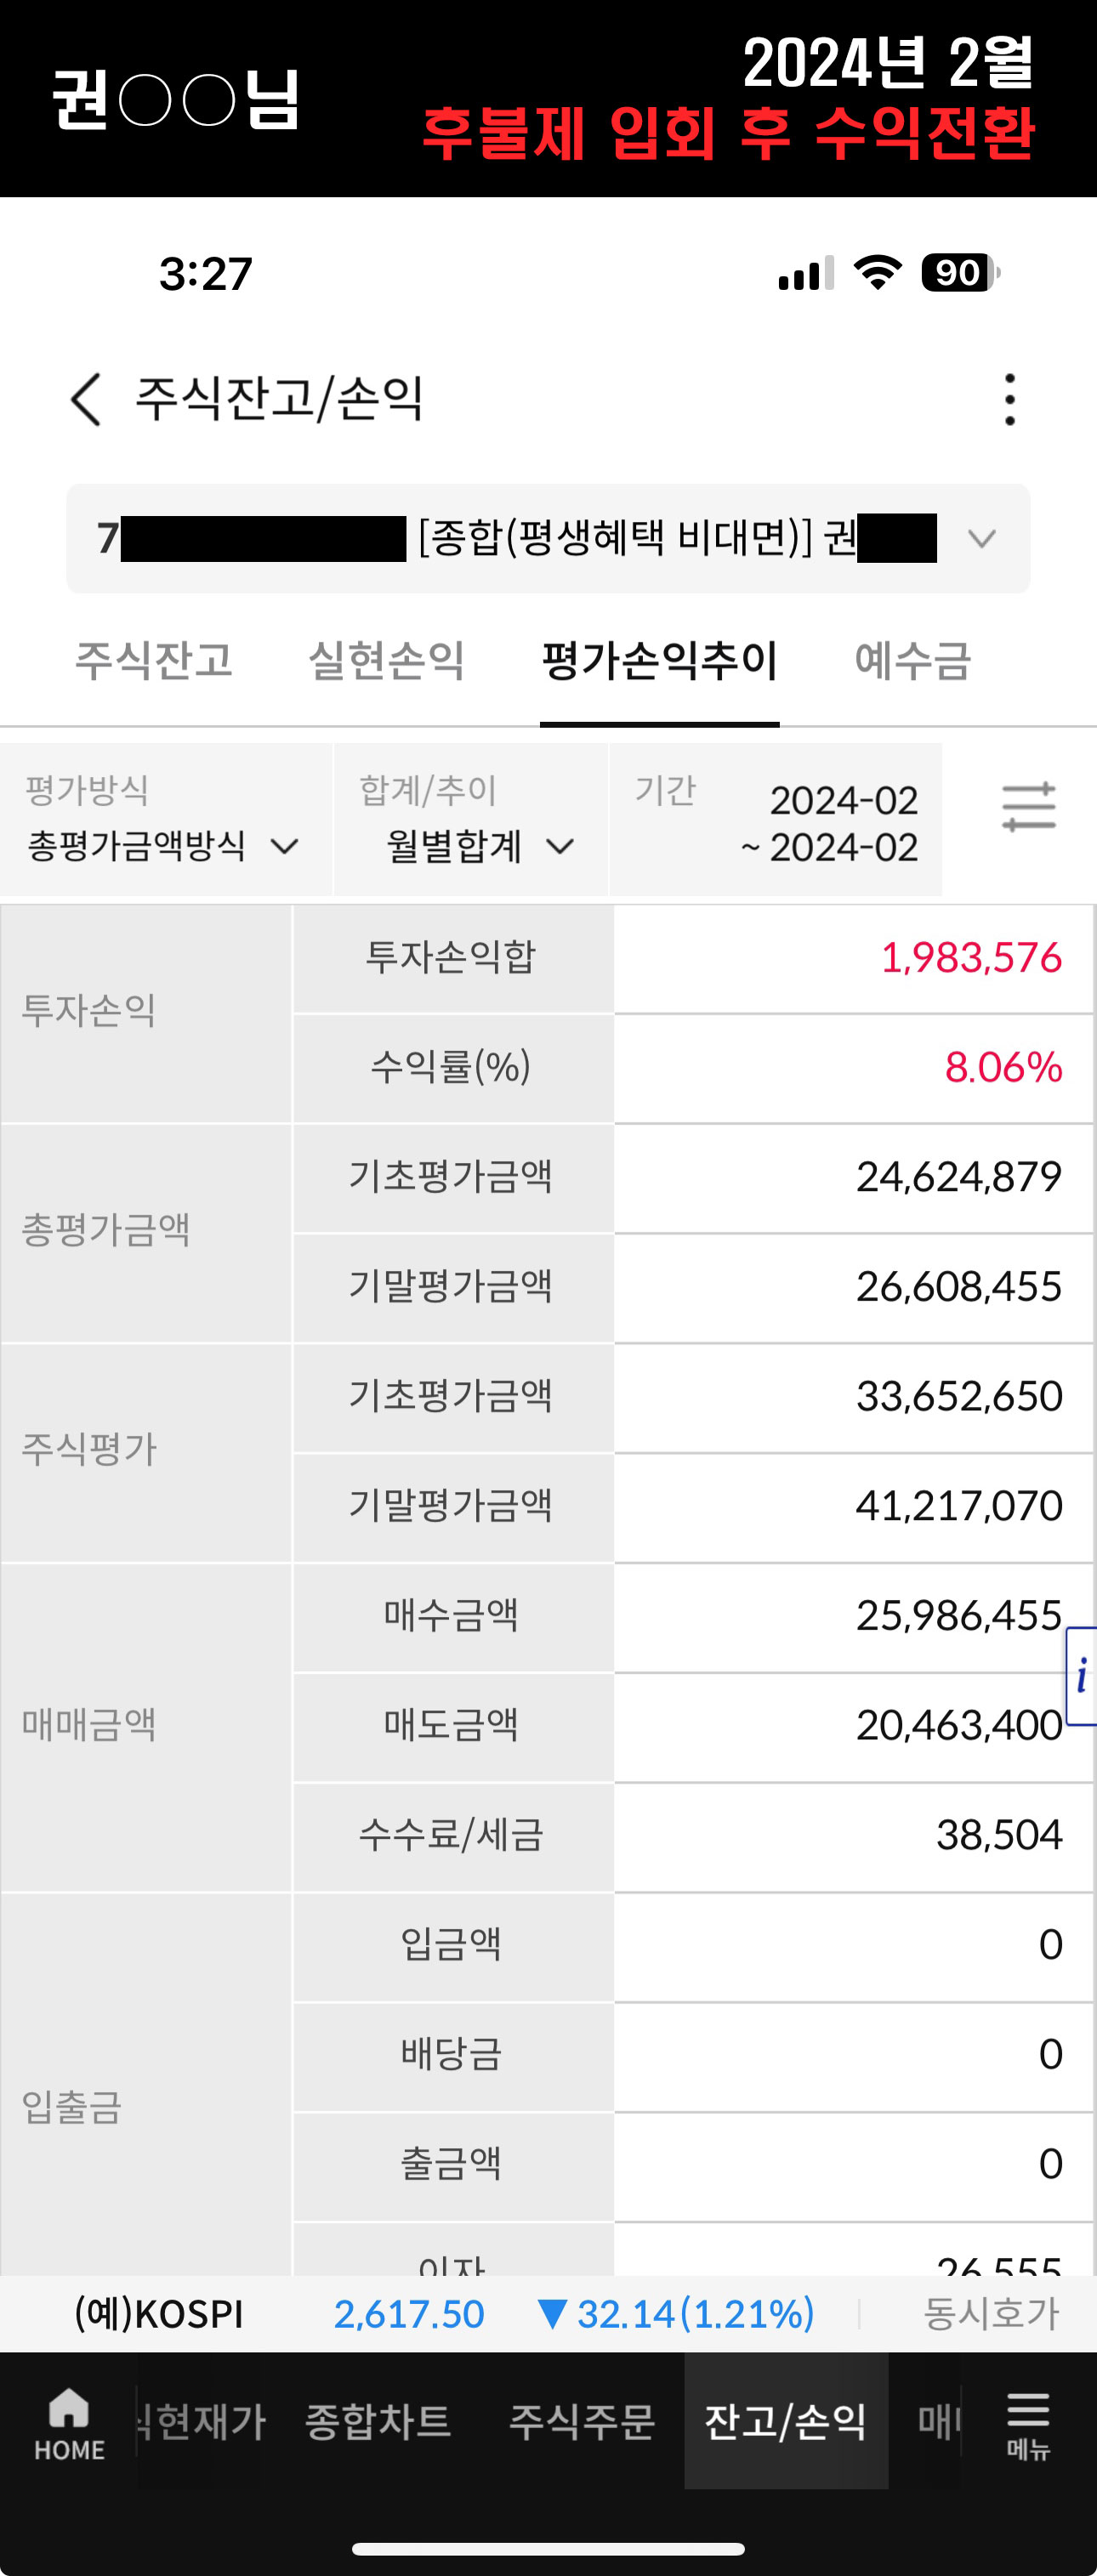 권○○님
2024년 2월
후불제 입회 후 수익전환
3:27
90
주식잔고/손익
7 [종합(평생혜택 비대면)] 권
주식잔고 실현손익 평가손익추이 예수금
평가방식 합계/추이 기간 2024-02
총평가금액방식 월별합계 ~ 2024-02
투자손익
투자손익합 1,983,576
수익률(%) 8.06%
총평가금액
기초평가금액 24,624,879
기말평가금액 26,608,455
주식평가
기초평가금액 33,652,650
기말평가금액 41,217,070
매매금액
매수금액 25,986,455
i
매도금액 20,463,400
수수료/세금 38,504
입출금
입금액 0
배당금 0
출금액 0
이자 26,555
(예)KOSPI 2,617.50 ▼ 32.14(1.21%) 동시호가
HOME 현재가 종합차트 주식주문 잔고/손익 메뉴